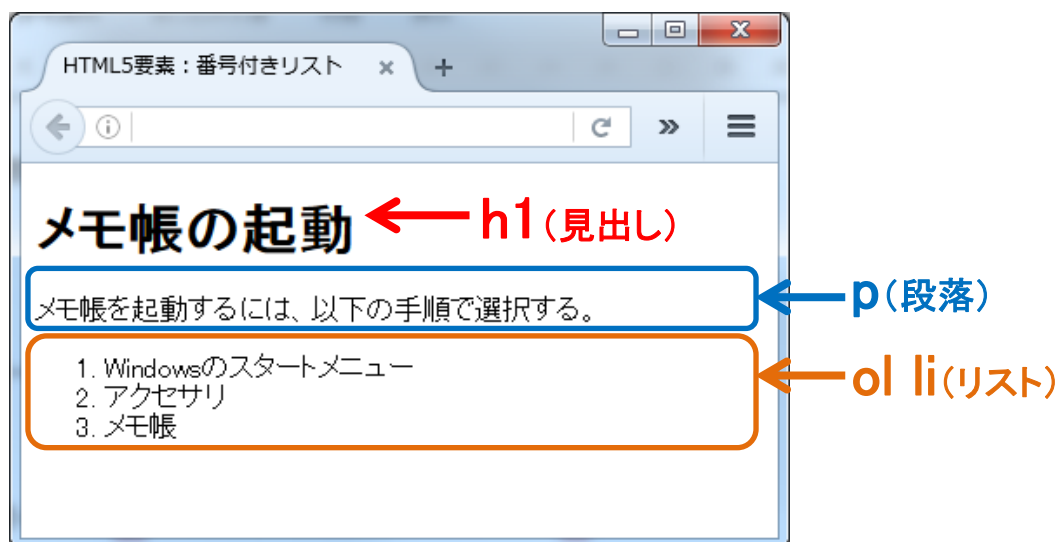 HTML5要素：番号付きリスト
メモ帳の起動
h1(見出し)
メモ帳を起動するには、以下の手順で選択する。
p(段落)
1. Windowsのスタートメニュー
2. アクセサリ
3. メモ帳
ol li(リスト)